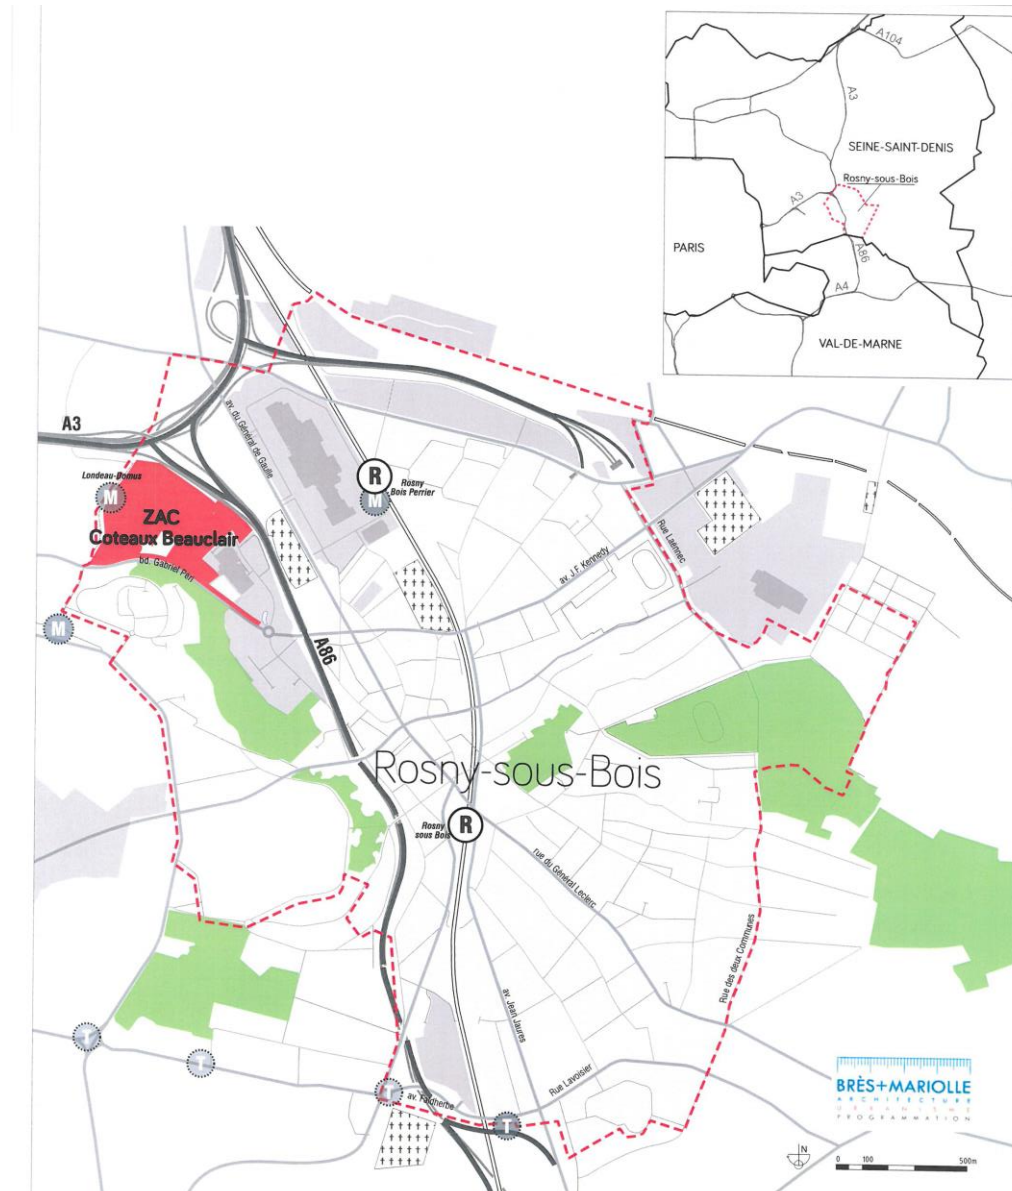 A104
A3
SEINE-SAINT-DENIS
Rosny-sous-Bois
A3
PARIS
A86
A4
VAL-DE-MARNE
A3
av. du Général de Gaulle
Londeau-Domus
M
R
Rosny
Bois Perrier
M
ZAC
Coteaux Beauclair
bd. Gabriel Péri
M
A86
av. J.F. Kennedy
Rue Laennec
Rosny-sous-Bois
Rosny
sous Bois
R
rue du Général Leclerc
Rue des deux Communes
av. Jean Jaures
Rue Lavoisier
T
T
T
av. Faidherbe
T
BRÈS+MARIOLLE
ARCHITECTURE
URBANISME
PROGRAMMATION
N
0 100 500m